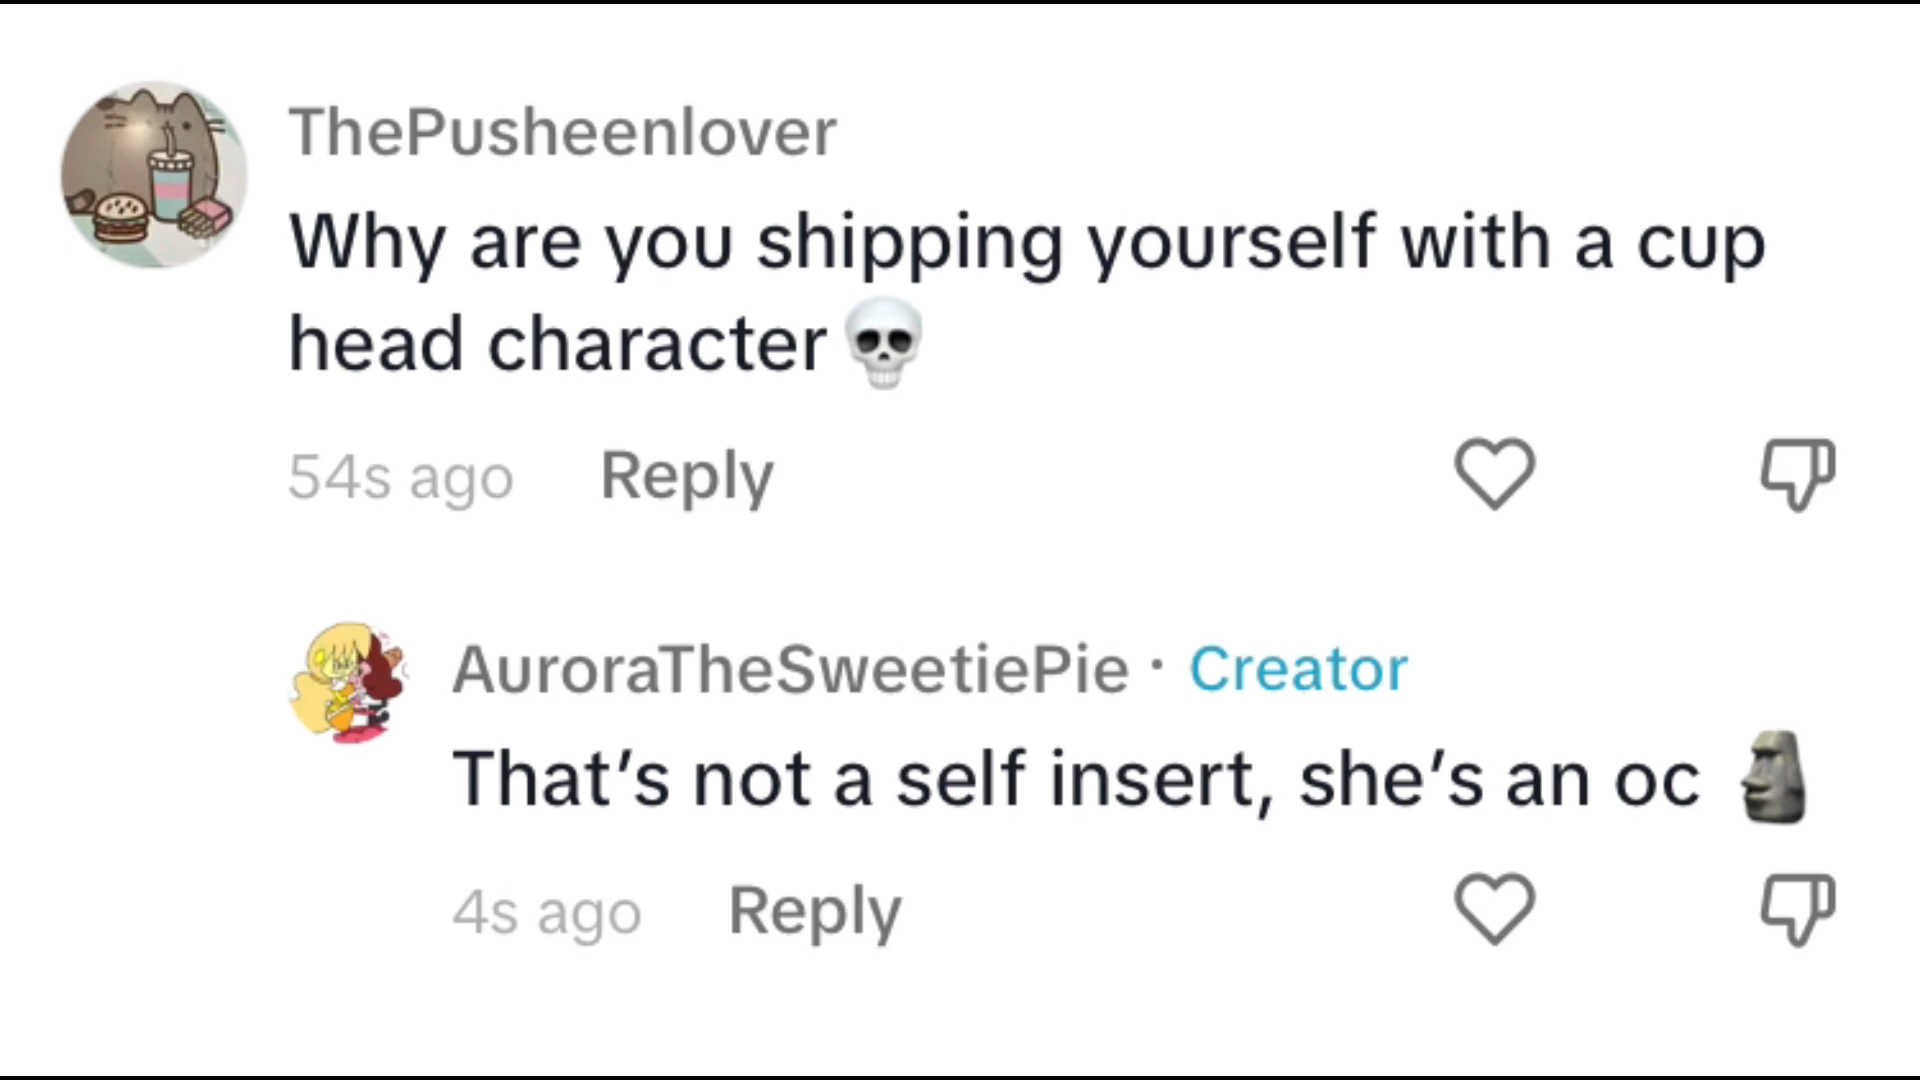 ThePusheenlover
Why are you shipping yourself with a cup
head character💀
54s ago Reply
AuroraTheSweetiePie · Creator
That’s not a self insert, she’s an oc 🗿
4s ago Reply